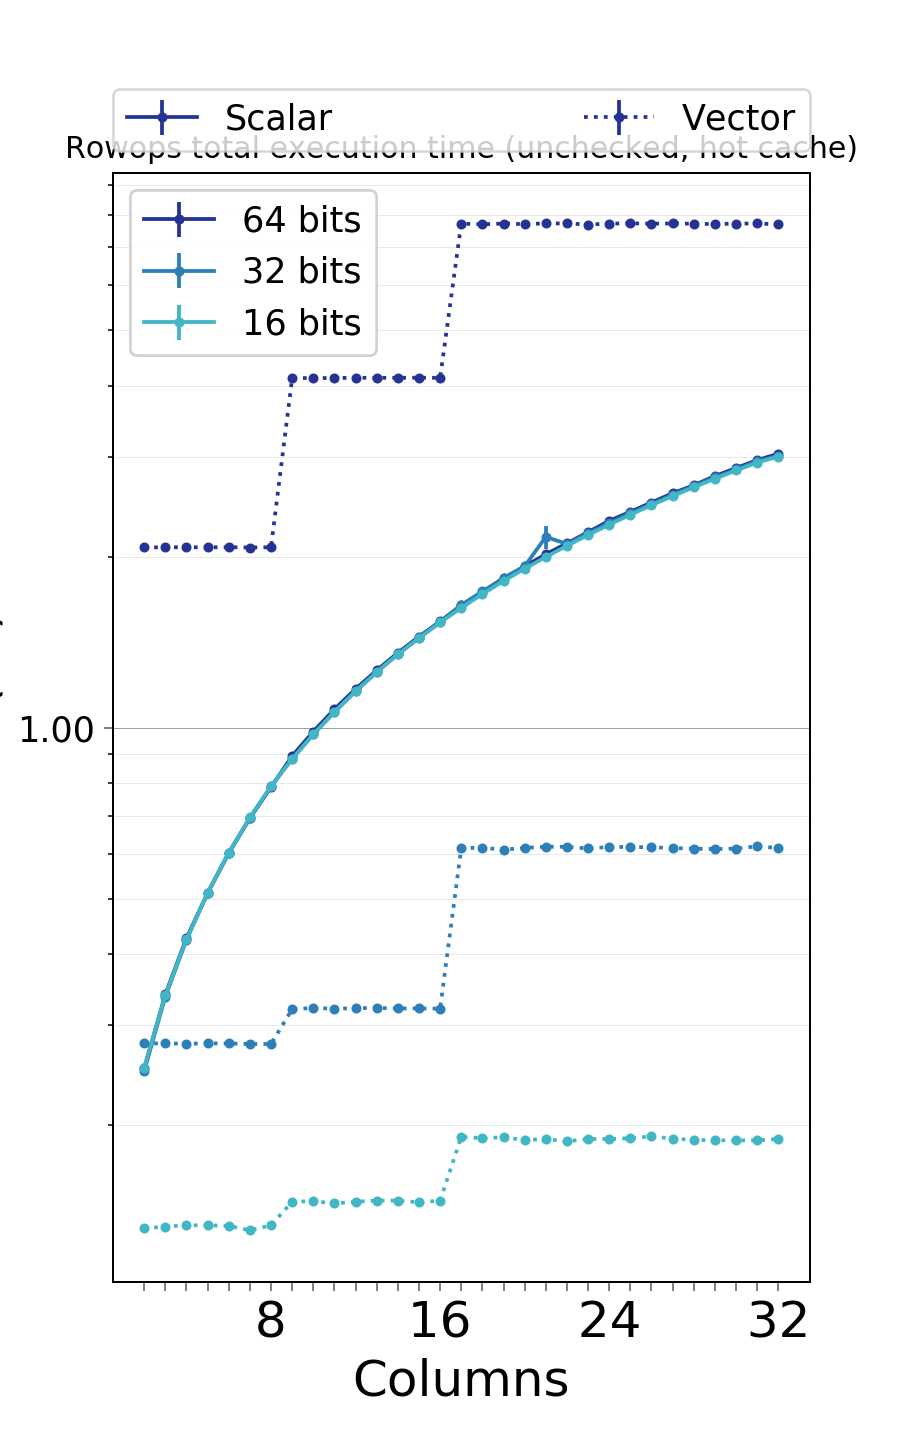 Scalar Vector
Rowops total execution time (unchecked, hot cache)
64 bits
32 bits
16 bits
1.00
8 16 24 32
Columns